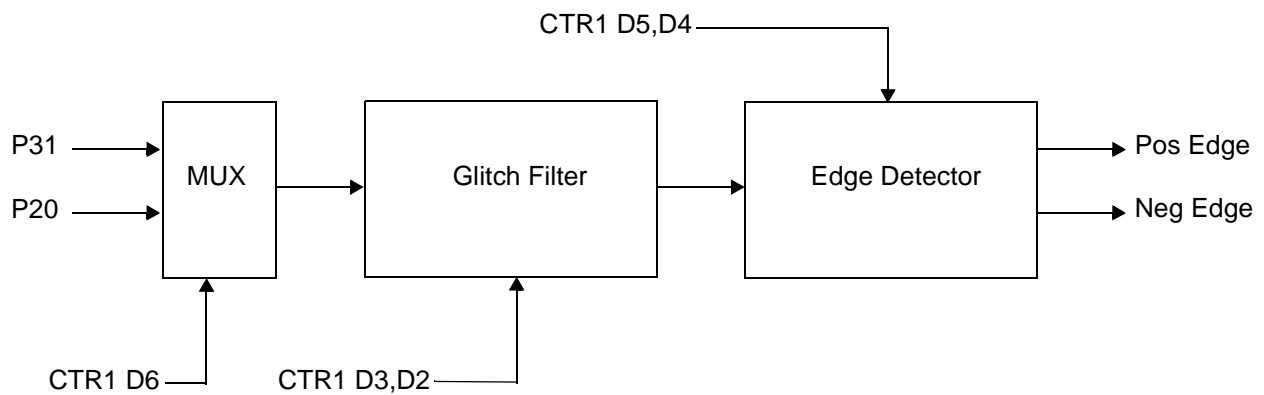 CTR1 D5,D4
P31
P20
MUX
Glitch Filter
Edge Detector
Pos Edge
Neg Edge
CTR1 D6
CTR1 D3,D2